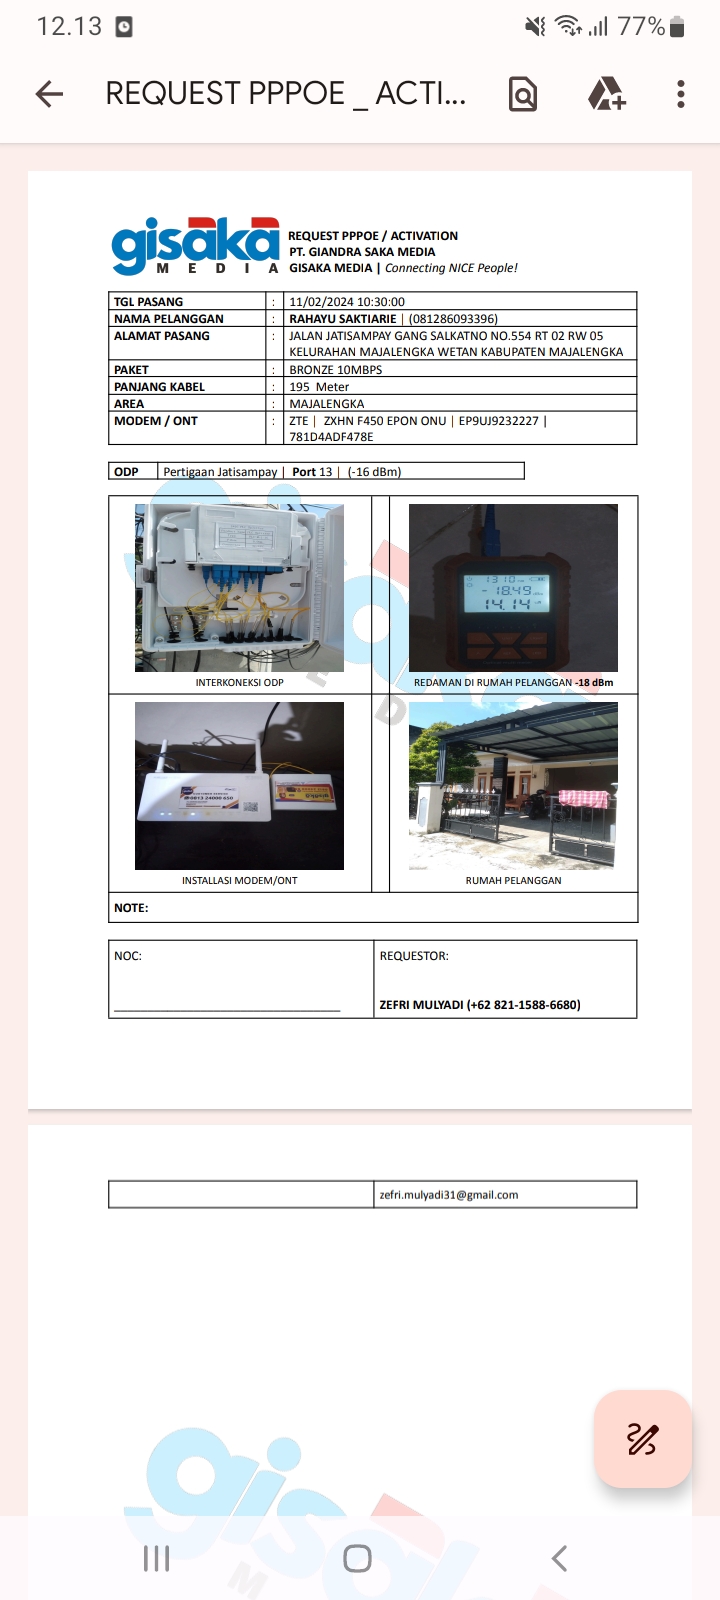 12.13
77%
REQUEST PPPOE _ ACTI...
gisaka
MEDIA
REQUEST PPPOE / ACTIVATION
PT. GIANDRA SAKA MEDIA
GISAKA MEDIA | Connecting NICE People!
TGL PASANG : 11/02/2024 10:30:00
NAMA PELANGGAN : RAHAYU SAKTIARIE | (081286093396)
ALAMAT PASANG : JALAN JATISAMPAY GANG SALKATNO NO.554 RT 02 RW 05
KELURAHAN MAJALENGKA WETAN KABUPATEN MAJALENGKA
PAKET : BRONZE 10MBPS
PANJANG KABEL : 195 Meter
AREA : MAJALENGKA
MODEM / ONT : ZTE | ZXHN F450 EPON ONU | EP9UJ9232227 |
781D4ADF478E
ODP Pertigaan Jatisampay | Port 13 | (-16 dBm)
1310
-18.49
14.14
INTERKONEKSI ODP
REDAMAN DI RUMAH PELANGGAN -18 dBm
0813 24000 650
INSTALLASI MODEM/ONT
RUMAH PELANGGAN
NOTE:
NOC:
REQUESTOR:
ZEFRI MULYADI (+62 821-1588-6680)
zefri.mulyadi31@gmail.com
gisak
M